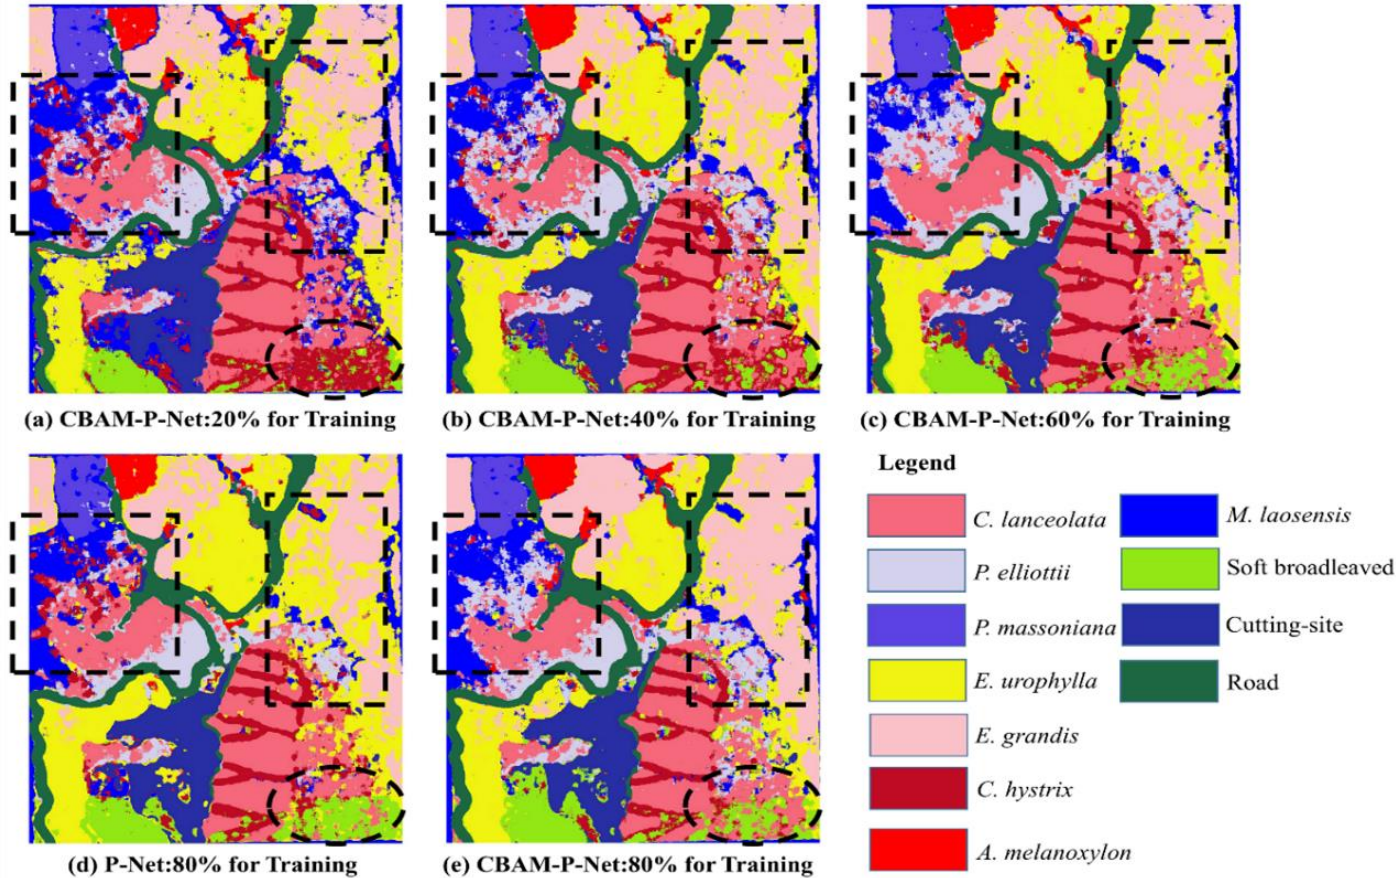 (a) CBAM-P-Net:20% for Training
(b) CBAM-P-Net:40% for Training
(c) CBAM-P-Net:60% for Training
(d) P-Net:80% for Training
(e) CBAM-P-Net:80% for Training
Legend
C. lanceolata
P. elliottii
P. massoniana
E. urophylla
E. grandis
C. hystrix
A. melanoxylon
M. laosensis
Soft broadleaved
Cutting-site
Road